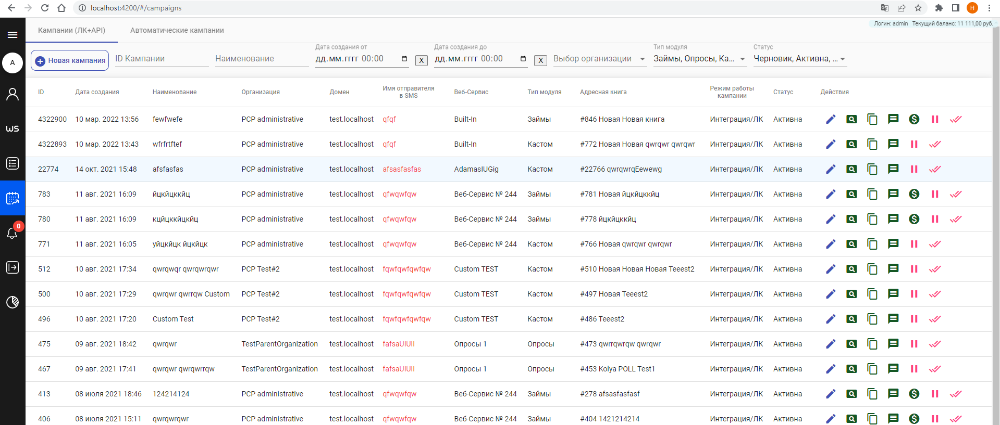 localhost:4200/#/campaigns
H
Кампании (ЛК+API) Автоматические кампании
Логин: admin Текущий баланс: 11 111,00 руб.
A
ws
0
Новая кампания
ID Кампании
Наименование
Дата создания от
дд.мм.гггг 00:00
X
Дата создания до
дд.мм.гггг 00:00
X
Выбор организации
Тип модуля
Займы, Опросы, Ка...
Статус
Черновик, Активна, ...
ID Дата создания Наименование Организация Домен Имя отправителя в SMS Веб-Сервис Тип модуля Адресная книга Режим работы кампании Статус Действия
4322900 10 мар. 2022 13:56 fewfwefe PCP administrative test.localhost qfqf Built-In Займы #846 Новая Новая книга Интеграция/ЛК Активна
4322893 10 мар. 2022 13:43 wfrfrtftef PCP administrative test.localhost qfqf Built-In Кастом #772 Новая Новая qwrqwr qwrqwr Интеграция/ЛК Активна
22774 14 окт. 2021 15:48 afsfasfas PCP administrative test.localhost afsasfasfas AdamasIUGig Кастом #22766 qwrqwrqEewewg Интеграция/ЛК Активна
783 11 авг. 2021 16:09 йцкйцккйц PCP administrative test.localhost qfwqwfqw Веб-Сервис № 244 Займы #781 Новая йцкйцккйц Интеграция/ЛК Активна
780 11 авг. 2021 16:09 кцйцккйцкйц PCP administrative test.localhost qfwqwfqw Веб-Сервис № 244 Займы #778 йцкйцккйц Интеграция/ЛК Активна
771 11 авг. 2021 16:05 уйцкйцк йцкйцк PCP administrative test.localhost qfwqwfqw Веб-Сервис № 244 Кастом #766 Новая qwrqwr qwrqwr Интеграция/ЛК Активна
512 10 авг. 2021 17:34 qwrqwqr qwrqwrqwr PCP Test#2 test.localhost fqwfqwfqwfqw Custom TEST Кастом #510 Новая Новая Новая Teeest2 Интеграция/ЛК Активна
500 10 авг. 2021 17:29 qwrqwr qwrrqw Custom PCP Test#2 test.localhost fqwfqwfqwfqw Custom TEST Кастом #497 Новая Teeest2 Интеграция/ЛК Активна
496 10 авг. 2021 17:20 Custom Test PCP Test#2 test.localhost fqwfqwfqwfqw Custom TEST Кастом #486 Teeest2 Интеграция/ЛК Активна
475 09 авг. 2021 18:42 qwrqwr TestParentOrganization test.localhost fafsaUIUII Опросы 1 Опросы #473 qwrrqwrqw qwrqwr Интеграция/ЛК Активна
467 09 авг. 2021 17:41 qwrqwr qwrqwrrqw TestParentOrganization test.localhost fafsaUIUII Опросы 1 Опросы #453 Kolya POLL Test1 Интеграция/ЛК Активна
413 08 июля 2021 18:46 124214124 PCP administrative test.localhost qfwqwfqw Веб-Сервис № 244 Займы #278 afsasfasfasf Интеграция/ЛК Активна
406 08 июля 2021 15:11 qwrqwrqwr PCP administrative test.localhost qfwqwfqw Веб-Сервис № 244 Займы #404 1421214214 Интеграция/ЛК Активна